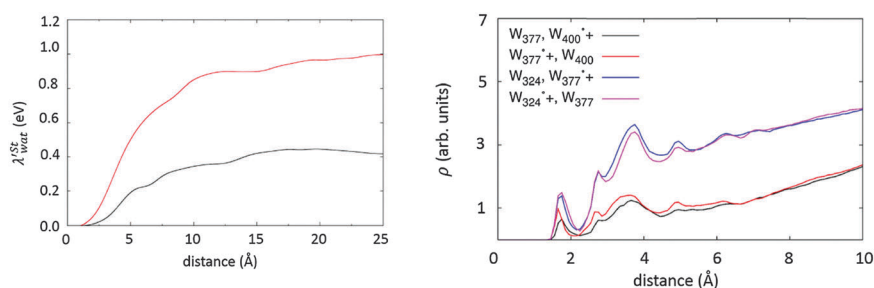 λ'St wat (eV)
1.0
0.8
0.6
0.4
0.2
0.0
0 5 10 15 20 25
distance (Å)
ρ (arb. units)
7
5
3
1
W377, W400*+
W377*+, W400
W324, W377*+
W324*+, W377
0 2 4 6 8 10
distance (Å)